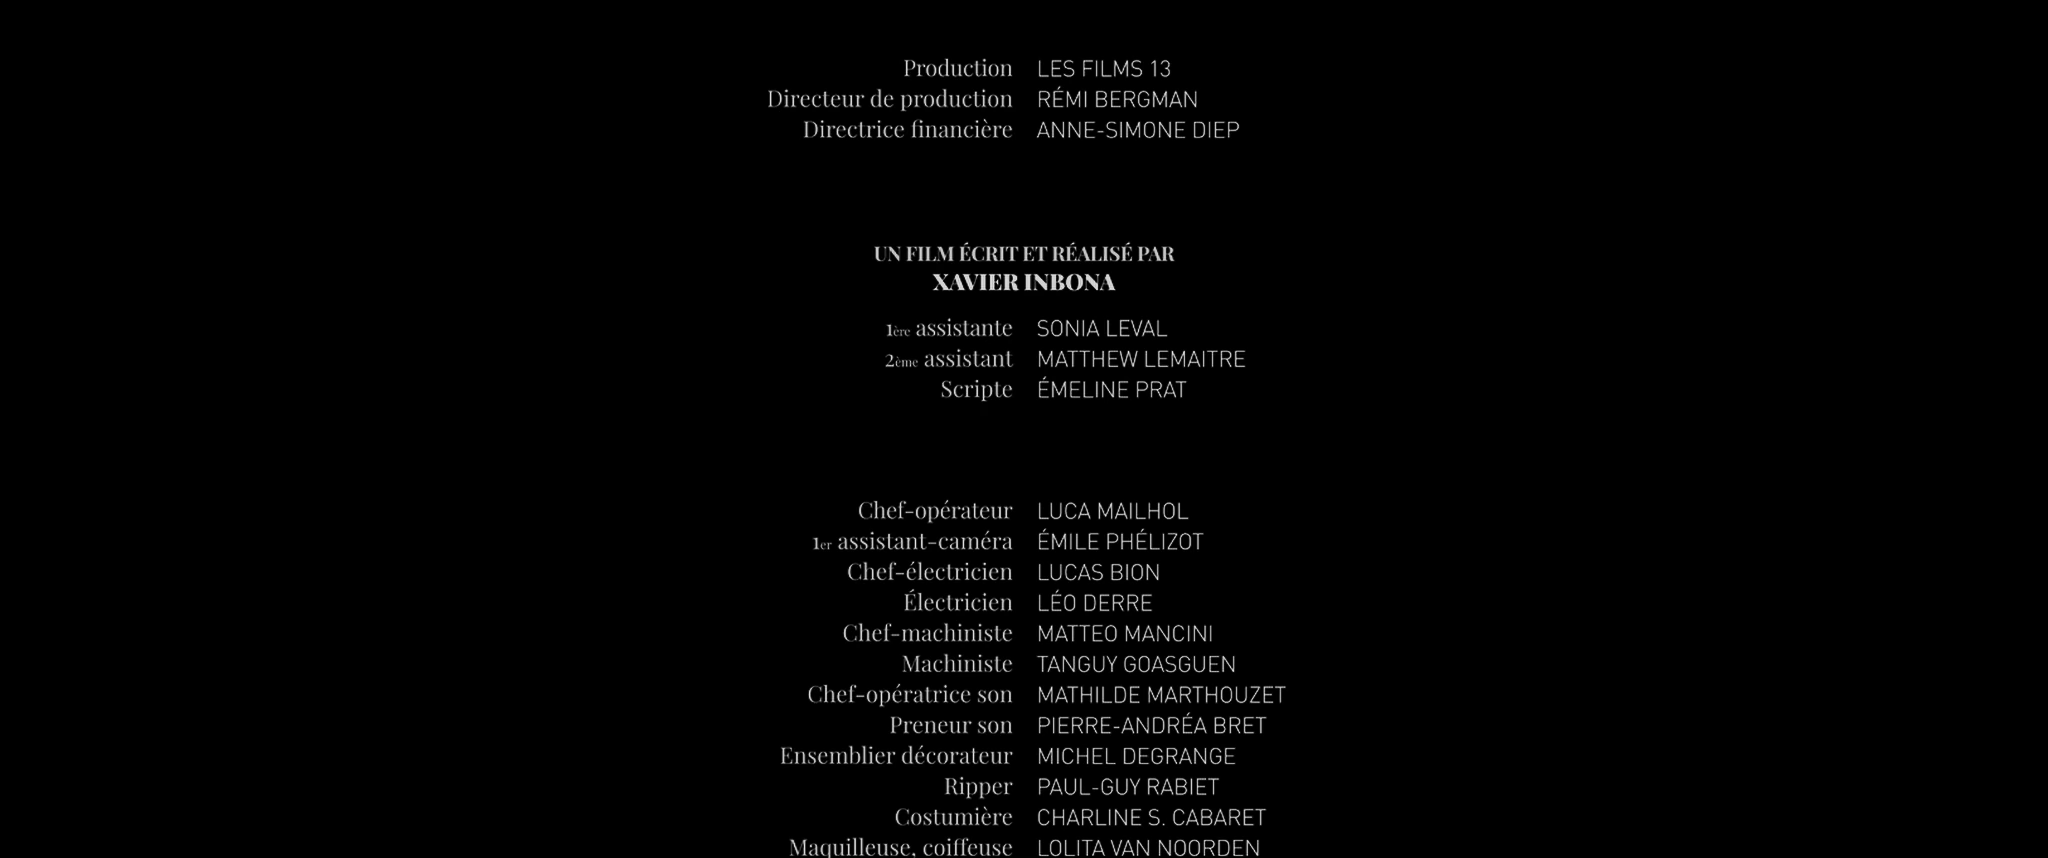 Production LES FILMS 13
Directeur de production RÉMI BERGMAN
Directrice financière ANNE-SIMONE DIEP
UN FILM ÉCRIT ET RÉALISÉ PAR
XAVIER INBONA
1ère assistante SONIA LEVAL
2ème assistant MATTHEW LEMAITRE
Scripte ÉMELINE PRAT
Chef-opérateur LUCA MAILHOL
1er assistant-caméra ÉMILE PHÉLIZOT
Chef-électricien LUCAS BION
Électricien LÉO DERRE
Chef-machiniste MATTEO MANCINI
Machiniste TANGUY GOASGUEN
Chef-opératrice son MATHILDE MARTHOUZET
Preneur son PIERRE-ANDRÉA BRET
Ensemblier décorateur MICHEL DEGRANGE
Ripper PAUL-GUY RABIET
Costumière CHARLINE S. CABARET
Maquilleuse, coiffeuse LOLITA VAN NOORDEN